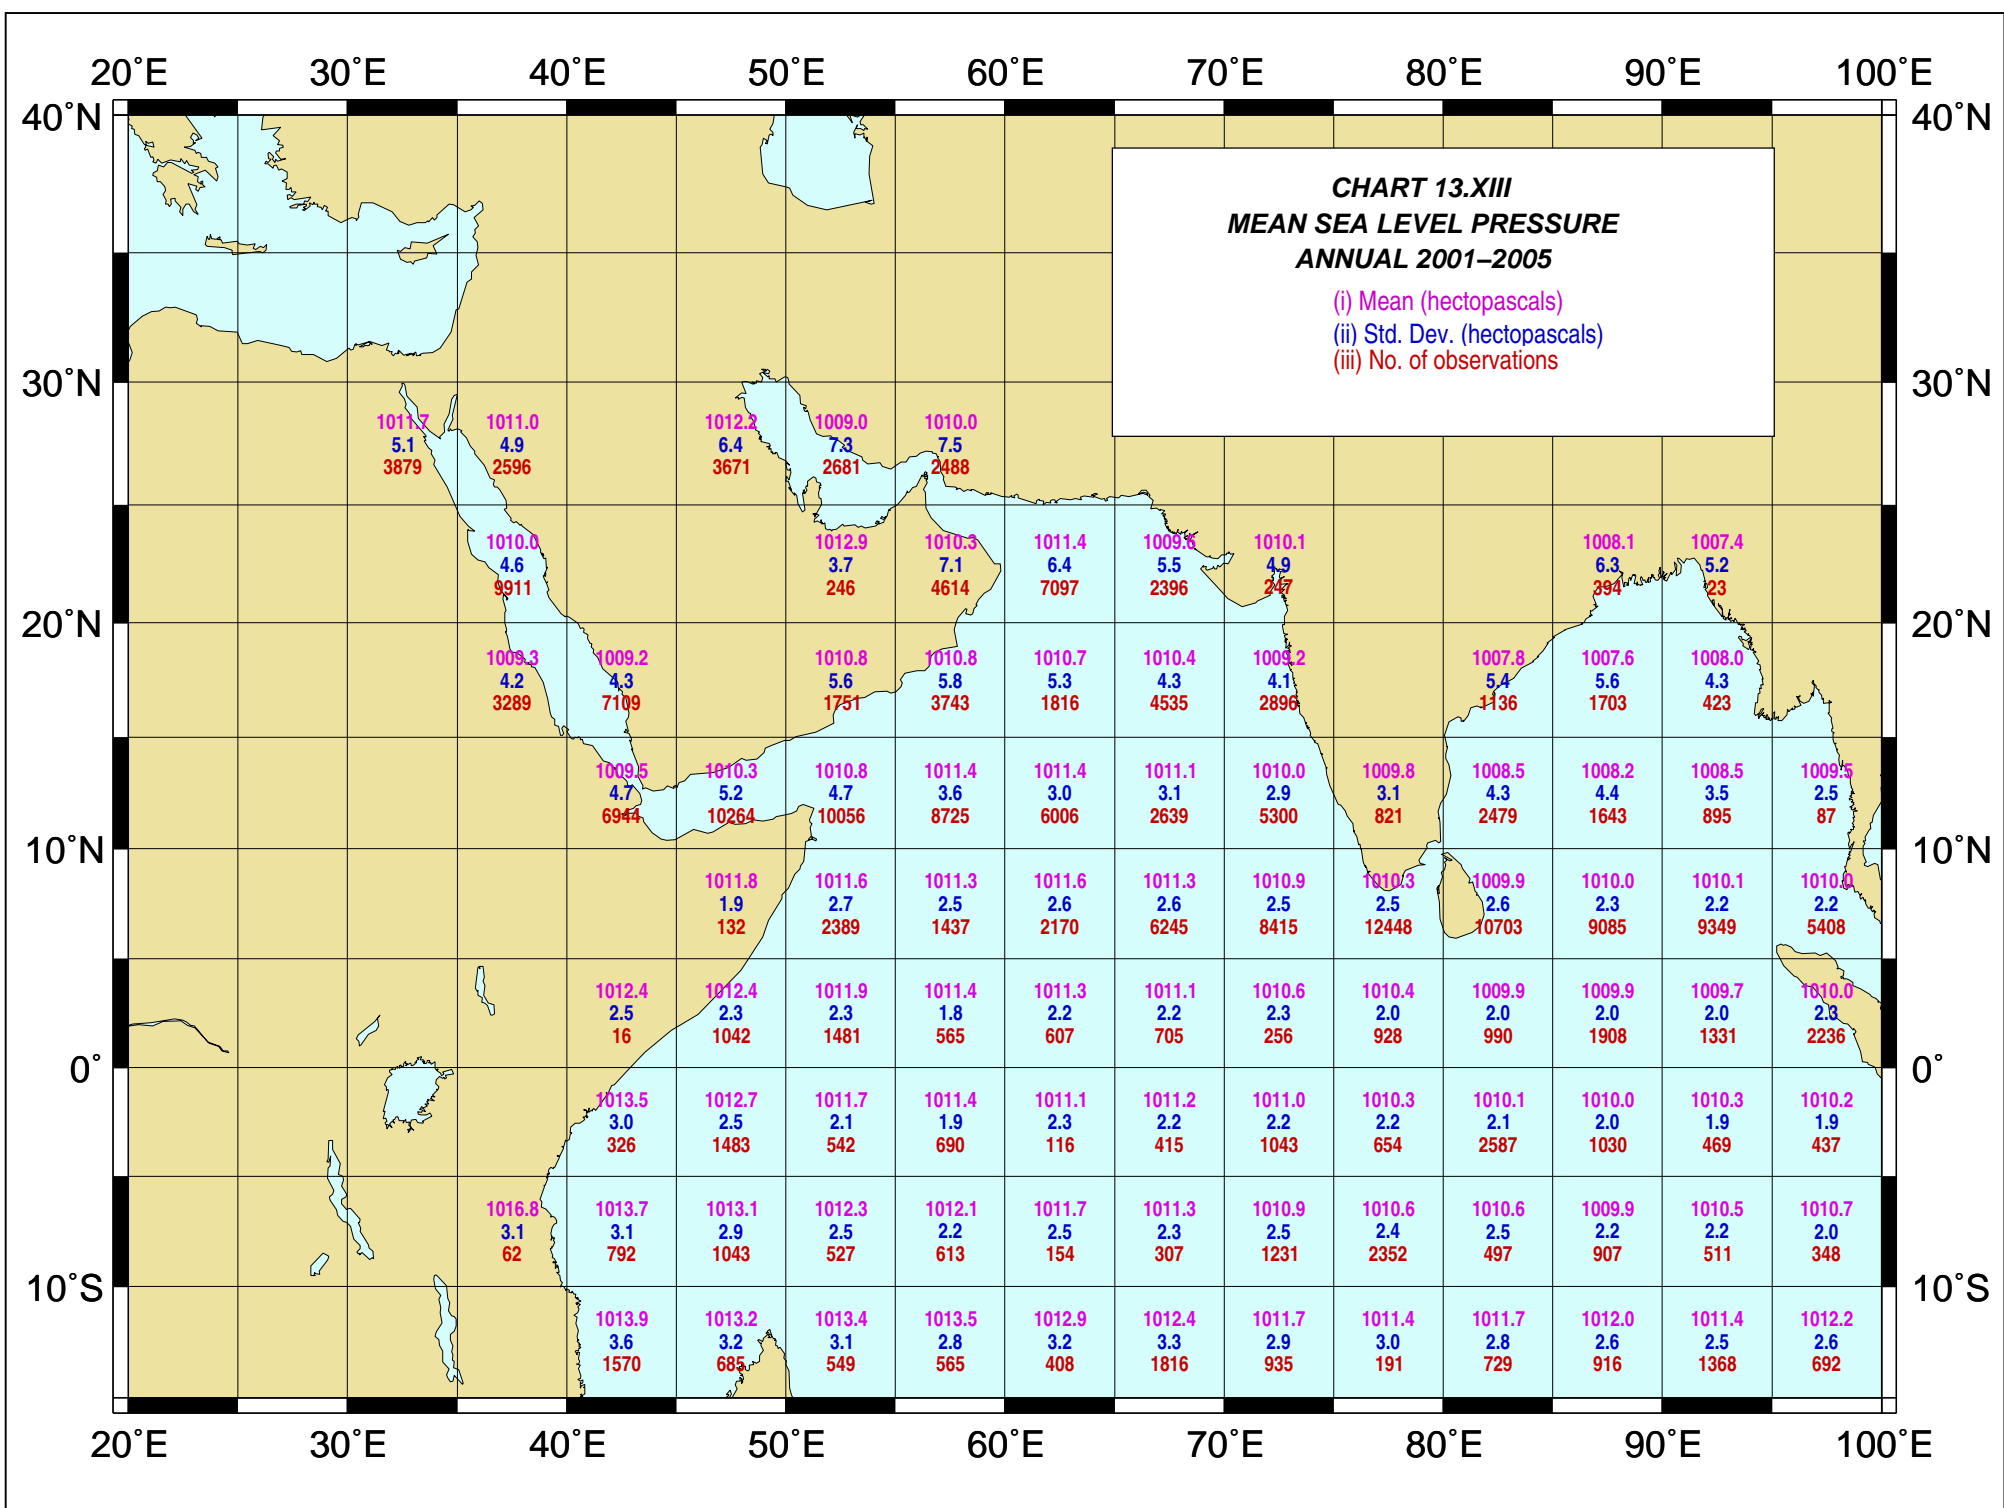 20°E 30°E 40°E 50°E 60°E 70°E 80°E 90°E 100°E
40°N 40°N
CHART 13.XIII
MEAN SEA LEVEL PRESSURE
ANNUAL 2001–2005
(i) Mean (hectopascals)
(ii) Std. Dev. (hectopascals)
(iii) No. of observations
30°N 30°N
1011.7 1011.0 1012.2 1009.0 1010.0
5.1 4.9 6.4 7.3 7.5
3879 2596 3671 2681 2488
1010.0 1012.9 1010.3 1011.4 1009.6 1010.1 1008.1 1007.4
4.6 3.7 7.1 6.4 5.5 4.9 6.3 5.2
9911 246 4614 7097 2396 247 394 23
20°N 20°N
1009.3 1009.2 1010.8 1010.8 1010.7 1010.4 1009.2 1007.8 1007.6 1008.0
4.2 4.3 5.6 5.8 5.3 4.3 4.1 5.4 5.6 4.3
3289 7109 1751 3743 1816 4535 2896 1136 1703 423
1009.5 1010.3 1010.8 1011.4 1011.4 1011.1 1010.0 1009.8 1008.5 1008.2 1008.5 1009.5
4.7 5.2 4.7 3.6 3.0 3.1 2.9 3.1 4.3 4.4 3.5 2.5
6944 10264 10056 8725 6006 2639 5300 821 2479 1643 895 87
10°N 10°N
1011.8 1011.6 1011.3 1011.6 1011.3 1010.9 1010.3 1009.9 1010.0 1010.1 1010.0
1.9 2.7 2.5 2.6 2.6 2.5 2.5 2.6 2.3 2.2 2.2
132 2389 1437 2170 6245 8415 12448 10703 9085 9349 5408
1012.4 1012.4 1011.9 1011.4 1011.3 1011.1 1010.6 1010.4 1009.9 1009.9 1009.7 1010.0
2.5 2.3 2.3 1.8 2.2 2.2 2.3 2.0 2.0 2.0 2.0 2.3
16 1042 1481 565 607 705 256 928 990 1908 1331 2236
0° 0°
1013.5 1012.7 1011.7 1011.4 1011.1 1011.2 1011.0 1010.3 1010.1 1010.0 1010.3 1010.2
3.0 2.5 2.1 1.9 2.3 2.2 2.2 2.2 2.1 2.0 1.9 1.9
326 1483 542 690 116 415 1043 654 2587 1030 469 437
1016.8 1013.7 1013.1 1012.3 1012.1 1011.7 1011.3 1010.9 1010.6 1010.6 1009.9 1010.5 1010.7
3.1 3.1 2.9 2.5 2.2 2.5 2.3 2.5 2.4 2.5 2.2 2.2 2.0
62 792 1043 527 613 154 307 1231 2352 497 907 511 348
10°S 10°S
1013.9 1013.2 1013.4 1013.5 1012.9 1012.4 1011.7 1011.4 1011.7 1012.0 1011.4 1012.2
3.6 3.2 3.1 2.8 3.2 3.3 2.9 3.0 2.8 2.6 2.5 2.6
1570 685 549 565 408 1816 935 191 729 916 1368 692
20°E 30°E 40°E 50°E 60°E 70°E 80°E 90°E 100°E